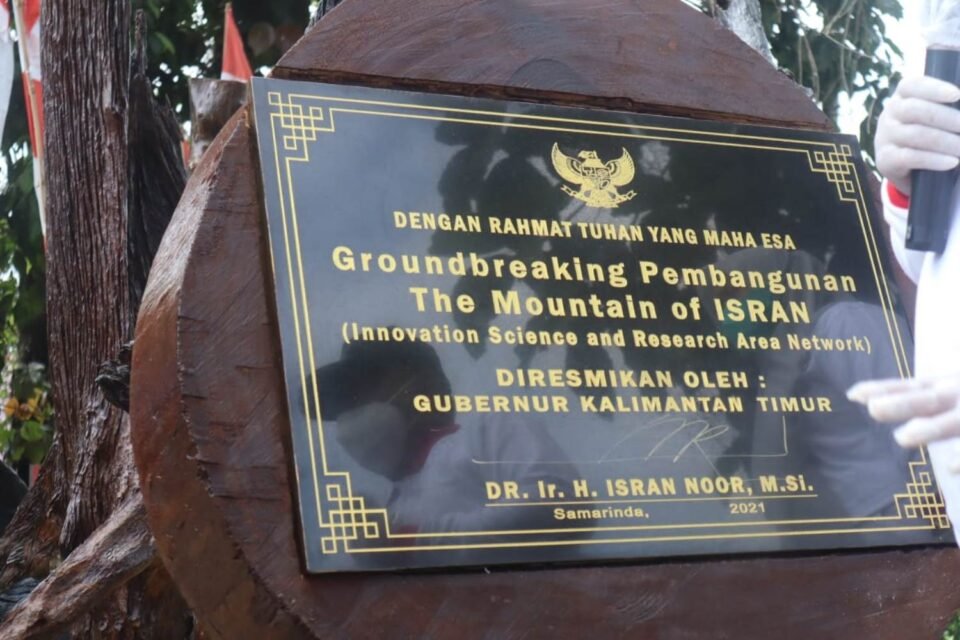 DENGAN RAHMAT TUHAN YANG MAHA ESA
Groundbreaking Pembangunan
The Mountain of ISRAN
(Innovation Science and Research Area Network)
DIRESMIKAN OLEH :
GUBERNUR KALIMANTAN TIMUR
DR. Ir. H. ISRAN NOOR, M.Si.
Samarinda, 2021